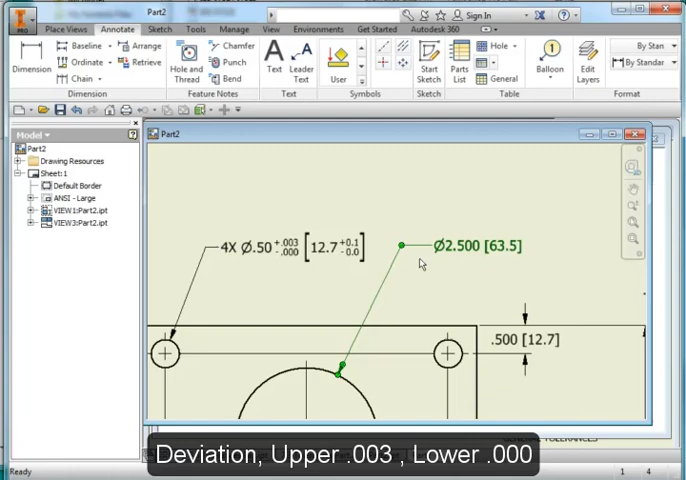 PRO
Part2
Sign In
Place Views
Annotate
Sketch
Tools
Manage
View
Environments
Get Started
Autodesk 360
Dimension
Baseline
Ordinate
Chain
Arrange
Retrieve
Dimension
Hole and
Thread
Chamfer
Punch
Bend
Feature Notes
Text
Leader
Text
Text
User
Symbols
Start
Sketch
Sketch
Parts
List
Hole
General
Table
Balloon
Edit
Layers
By Stan
By Standar
Format
Model
Part2
Drawing Resources
Sheet:1
Default Border
ANSI - Large
VIEW1:Part2.ipt
VIEW3:Part2.ipt
Part2
4X Ø.50 +.003 -.000 [12.7 +0.1 -0.0]
Ø2.500 [63.5]
.500 [12.7]
GENERAL TOLERANCES
Deviation, Upper .003 , Lower .000
Ready
1
4